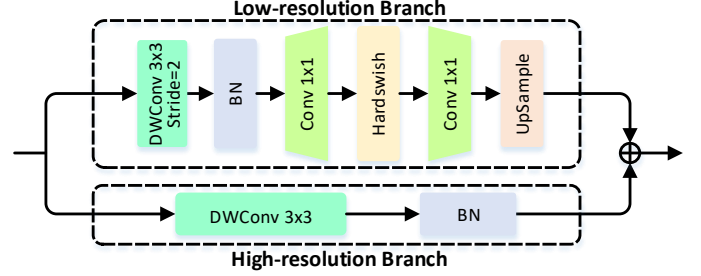 Low-resolution Branch
DWConv 3x3
Stride=2
BN
Conv 1x1
Hardswish
Conv 1x1
UpSample
DWConv 3x3
BN
High-resolution Branch